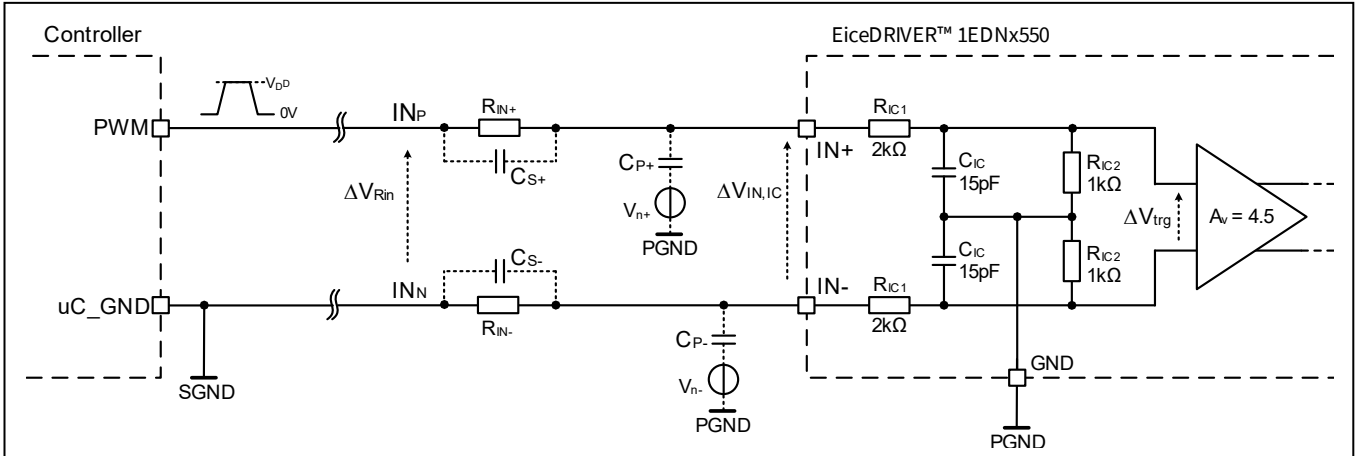 Controller
EiceDRIVER™ 1EDNx550
VDD
0V
PWM
INP
RIN+
CS+
CP+
Vn+
PGND
ΔVRin
ΔVIN,IC
IN+
RIC1
2kΩ
CIC
15pF
RIC2
1kΩ
ΔVtrg
Av = 4.5
CIC
15pF
RIC2
1kΩ
uC_GND
INN
CS-
RIN-
IN-
RIC1
2kΩ
SGND
CP-
Vn-
PGND
GND
PGND